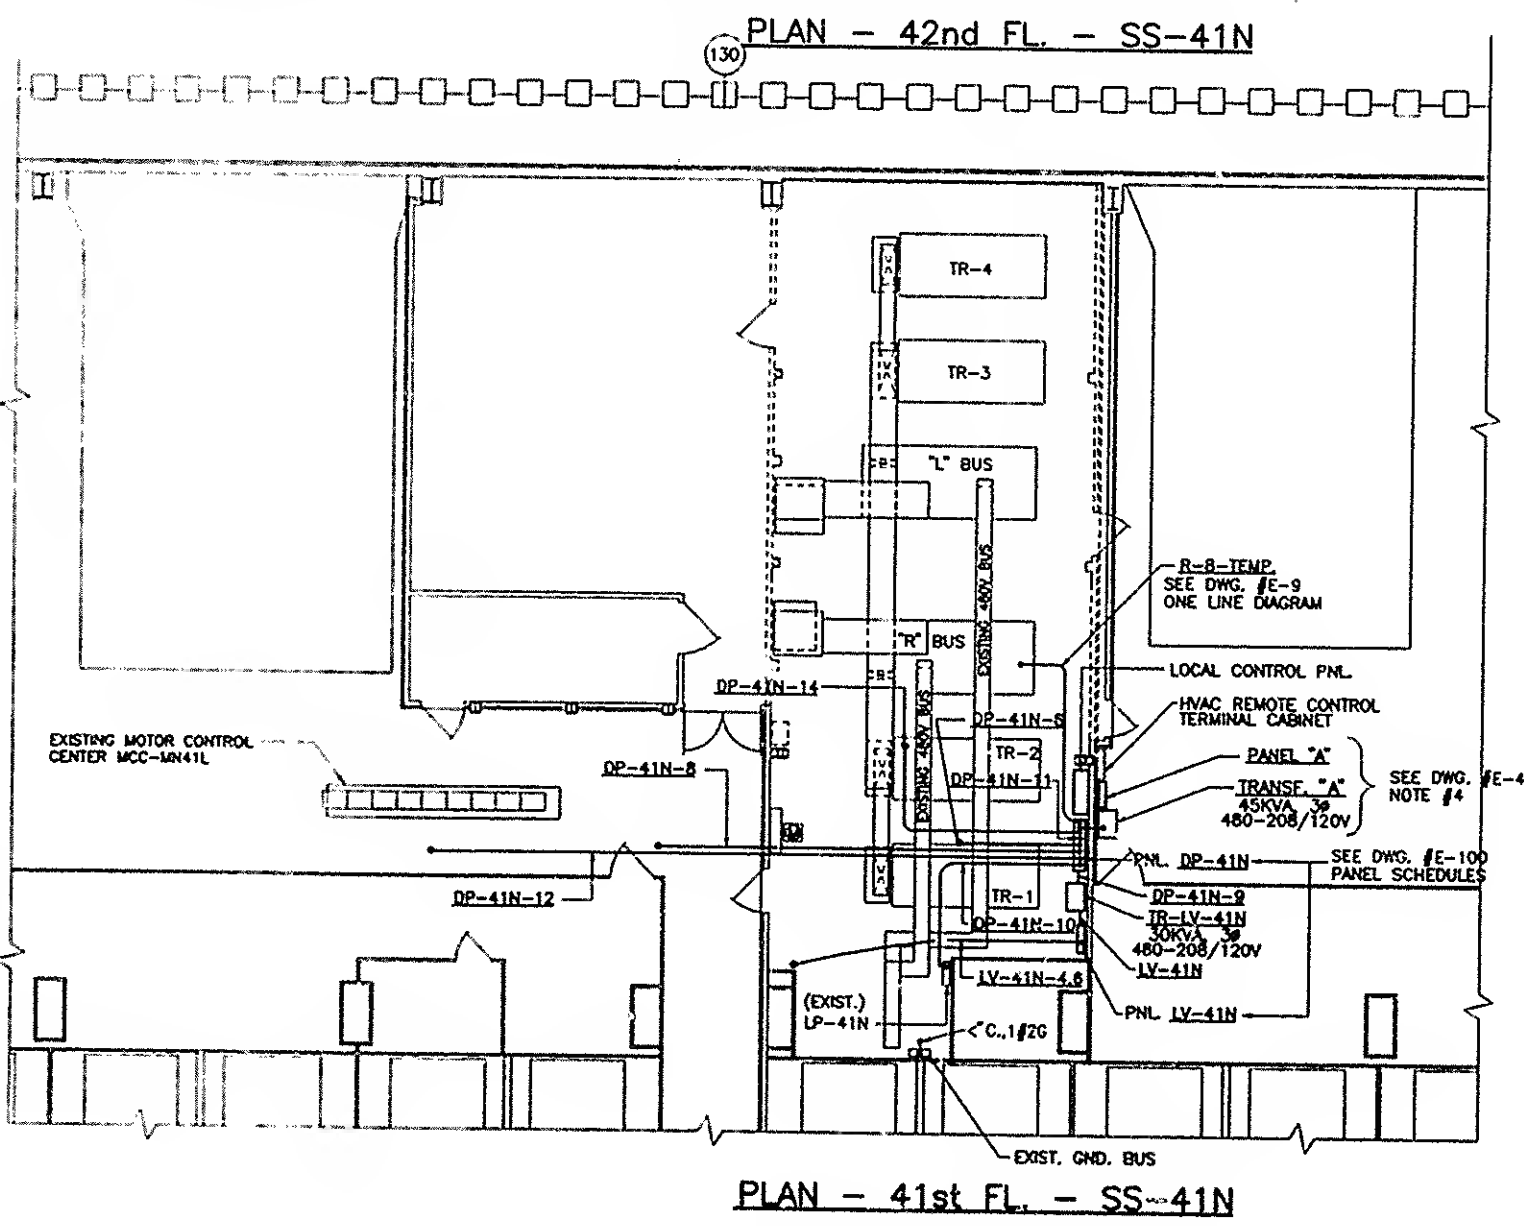 PLAN - 42nd FL. - SS-41N
130
TR-4
TR-3
"L" BUS
EXISTING 480V BUS
R-8-TEMP.
SEE DWG. #E-9
ONE LINE DIAGRAM
"R" BUS
LOCAL CONTROL PNL.
DP-41N-14
HVAC REMOTE CONTROL
TERMINAL CABINET
EXISTING 480V BUS
EXISTING MOTOR CONTROL
CENTER MCC-MN41L
TR-2
PANEL "A"
DP-41N-8
DP-41N-11
TRANSF. "A"
45KVA, 3ø
480-208/120V
SEE DWG. #E-4
NOTE #4
PNL. DP-41N
SEE DWG. #E-100
PANEL SCHEDULES
DP-41N-12
TR-1
DP-41N-9
DP-41N-10
TR-LV-41N
30KVA, 3ø
480-208/120V
LV-41N
LV-41N-4,6
(EXIST.)
LP-41N
PNL. LV-41N
"C.,1#2G
EXIST. GND. BUS
PLAN - 41st FL. - SS-41N